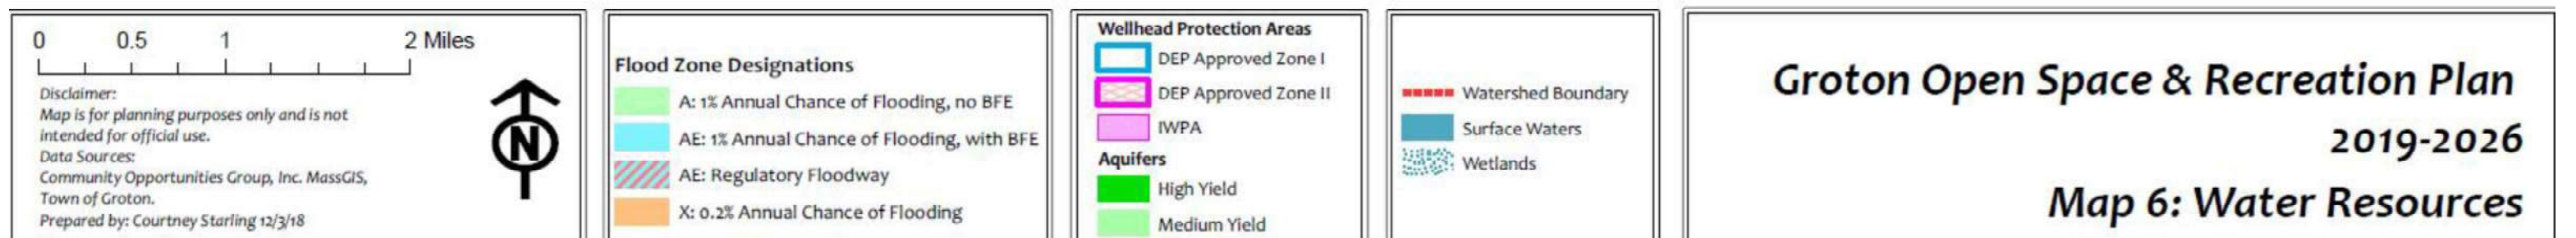 0 0.5 1 2 Miles
Disclaimer:
Map is for planning purposes only and is not
intended for official use.
Data Sources:
Community Opportunities Group, Inc. MassGIS,
Town of Groton.
Prepared by: Courtney Starling 12/3/18
N
Flood Zone Designations
A: 1% Annual Chance of Flooding, no BFE
AE: 1% Annual Chance of Flooding, with BFE
AE: Regulatory Floodway
X: 0.2% Annual Chance of Flooding
Wellhead Protection Areas
DEP Approved Zone I
DEP Approved Zone II
IWPA
Aquifers
High Yield
Medium Yield
Watershed Boundary
Surface Waters
Wetlands
Groton Open Space & Recreation Plan
2019-2026
Map 6: Water Resources